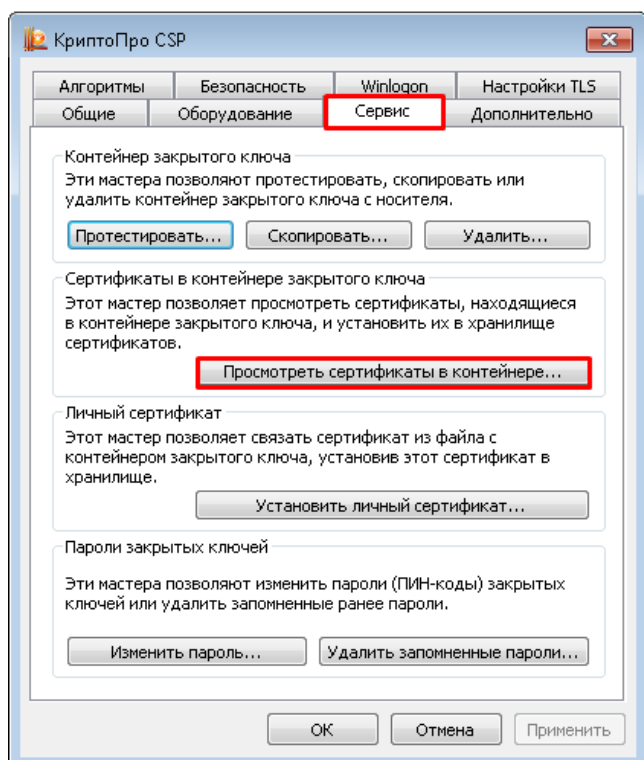 КриптоПро CSP
Алгоритмы Безопасность Winlogon Настройки TLS
Общие Оборудование Сервис Дополнительно
Контейнер закрытого ключа
Эти мастера позволяют протестировать, скопировать или
удалить контейнер закрытого ключа с носителя.
Протестировать... Скопировать... Удалить...
Сертификаты в контейнере закрытого ключа
Этот мастер позволяет просмотреть сертификаты, находящиеся
в контейнере закрытого ключа, и установить их в хранилище
сертификатов.
Просмотреть сертификаты в контейнере...
Личный сертификат
Этот мастер позволяет связать сертификат из файла с
контейнером закрытого ключа, установив этот сертификат в
хранилище.
Установить личный сертификат...
Пароли закрытых ключей
Эти мастера позволяют изменить пароли (ПИН-коды) закрытых
ключей или удалить запомненные ранее пароли.
Изменить пароль... Удалить запомненные пароли...
ОК Отмена Применить